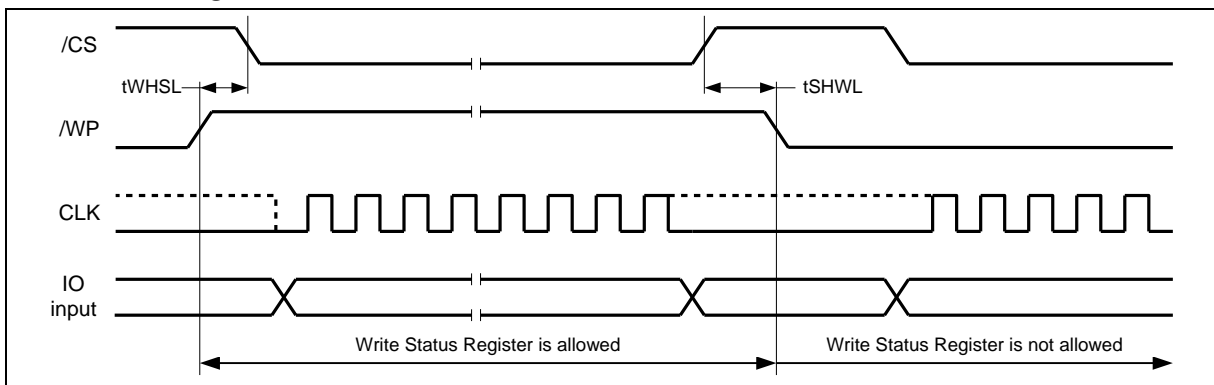 /CS
tWHSL
tSHWL
/WP
CLK
IO
input
Write Status Register is allowed
Write Status Register is not allowed